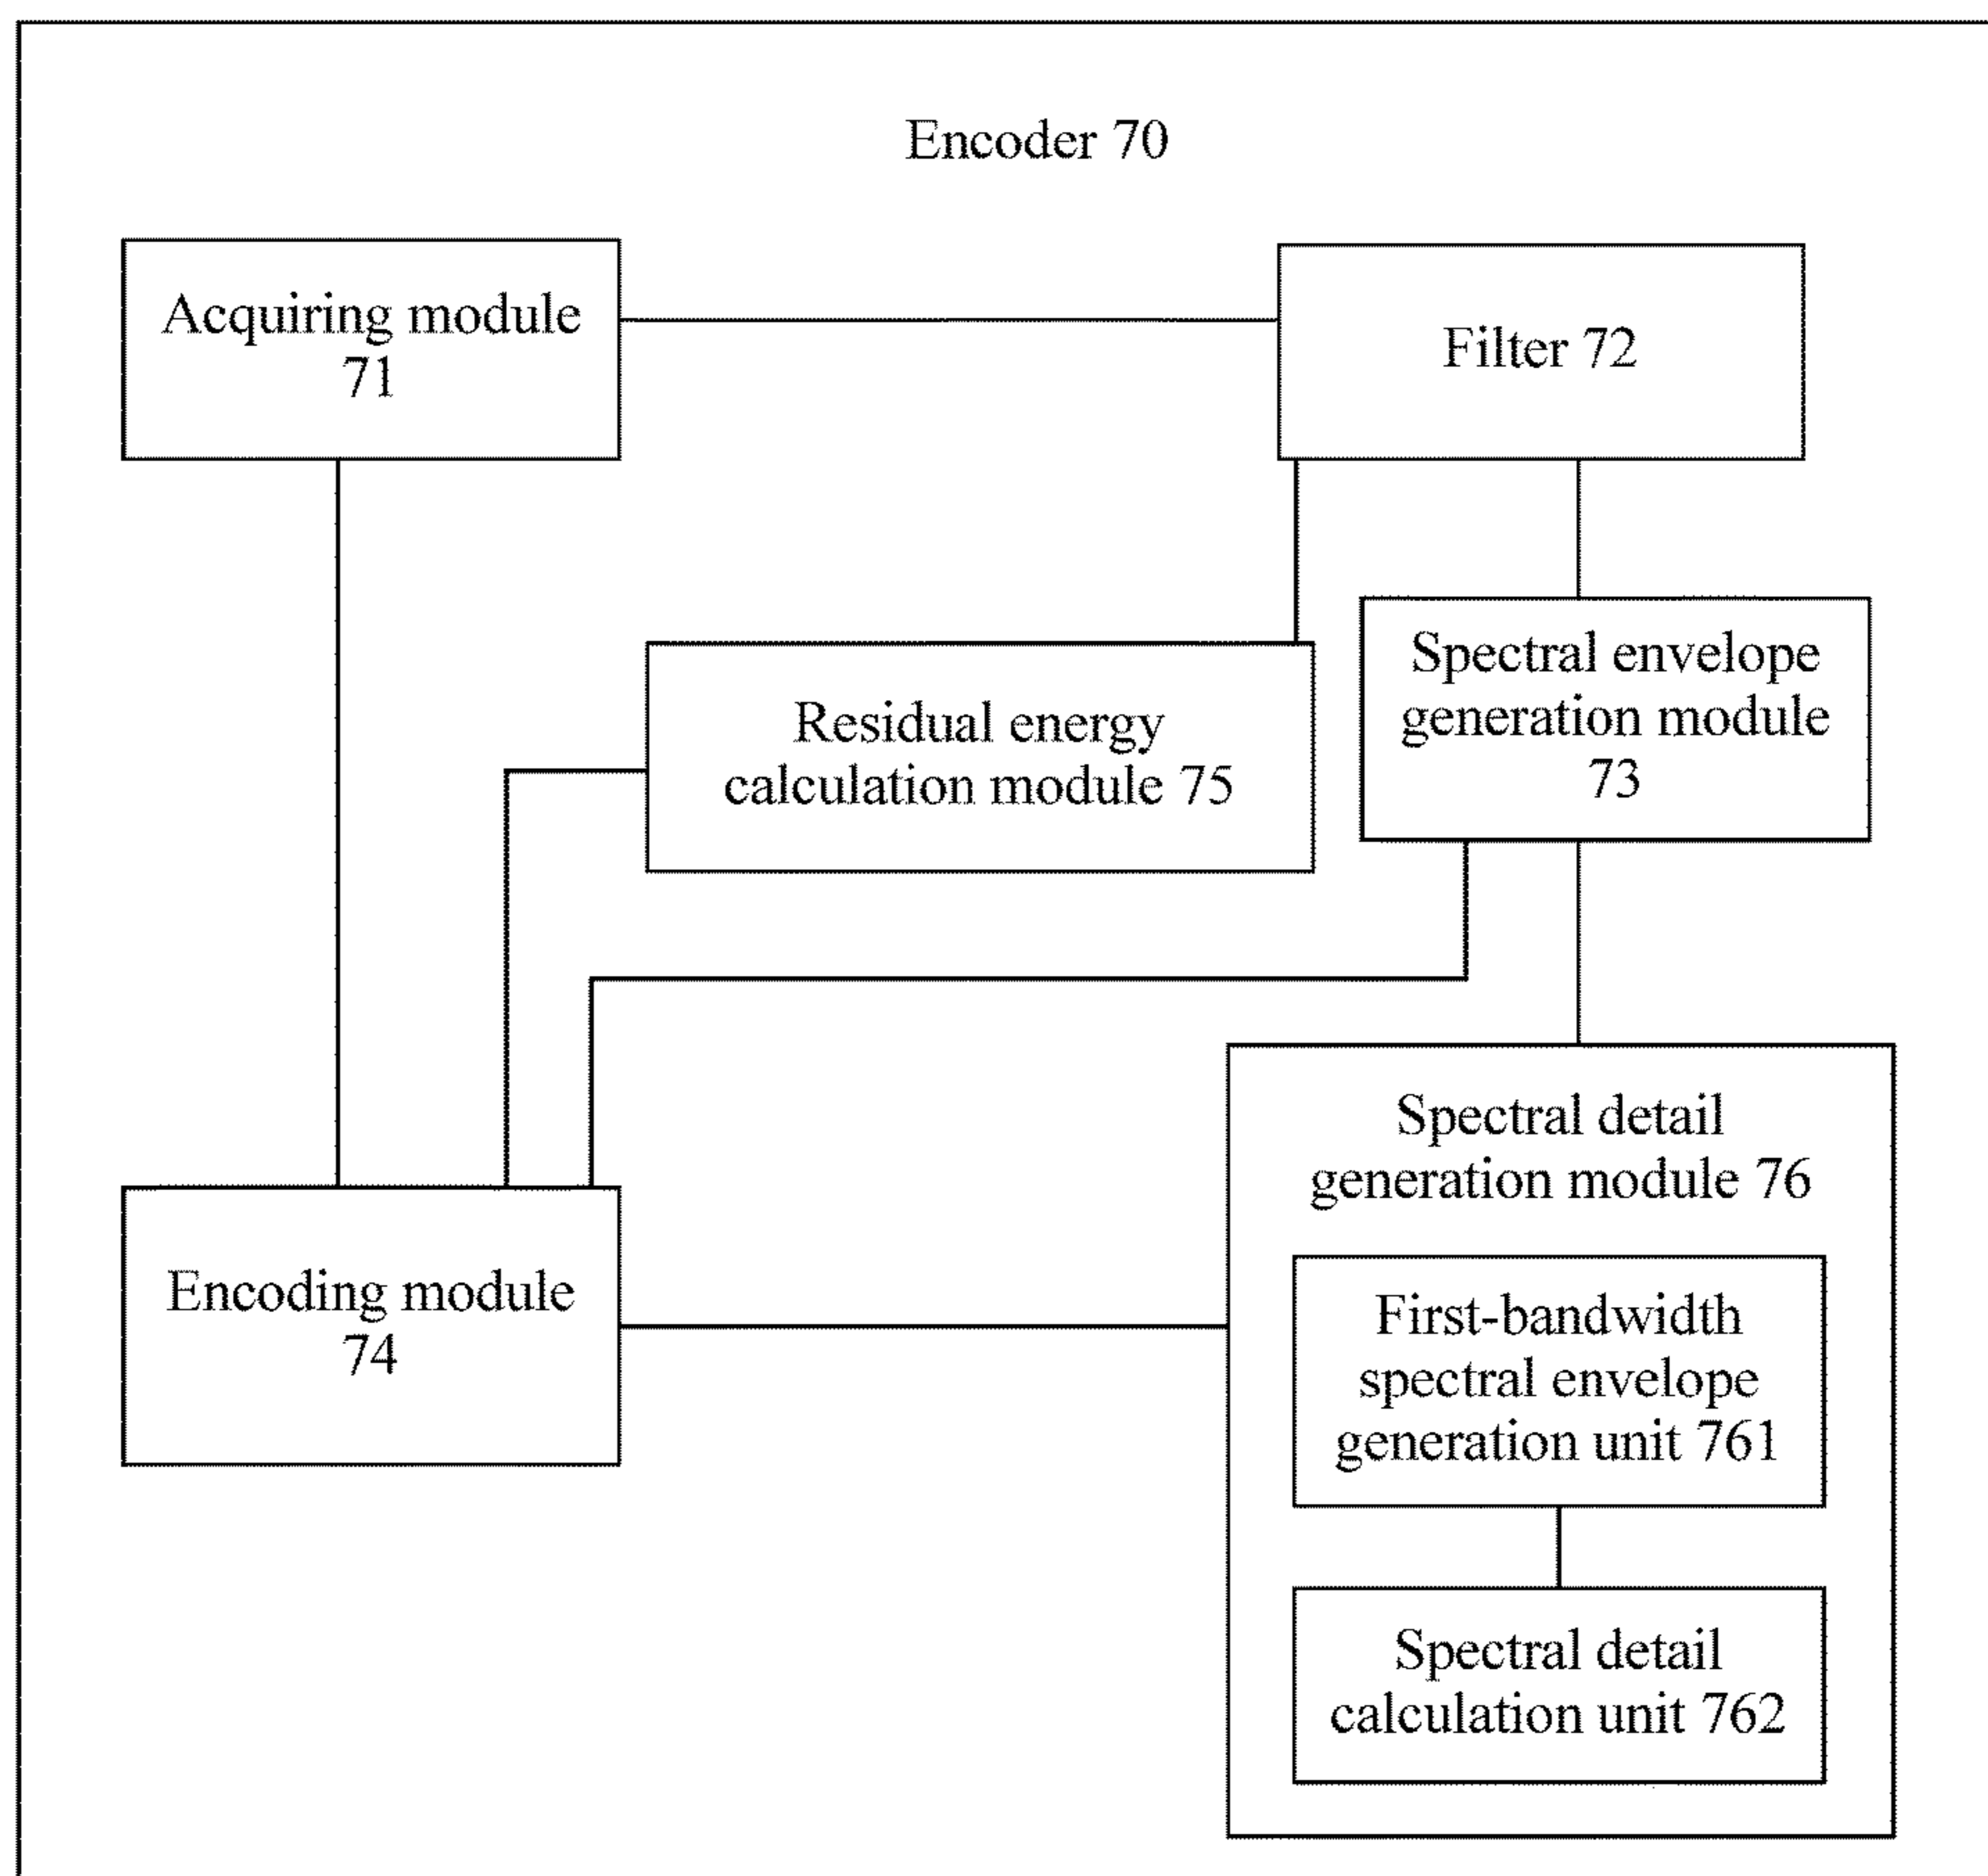 Encoder 70
Acquiring module
71
Filter 72
Spectral envelope
generation module
73
Residual energy
calculation module 75
Spectral detail
generation module 76
Encoding module
74
First-bandwidth
spectral envelope
generation unit 761
Spectral detail
calculation unit 762